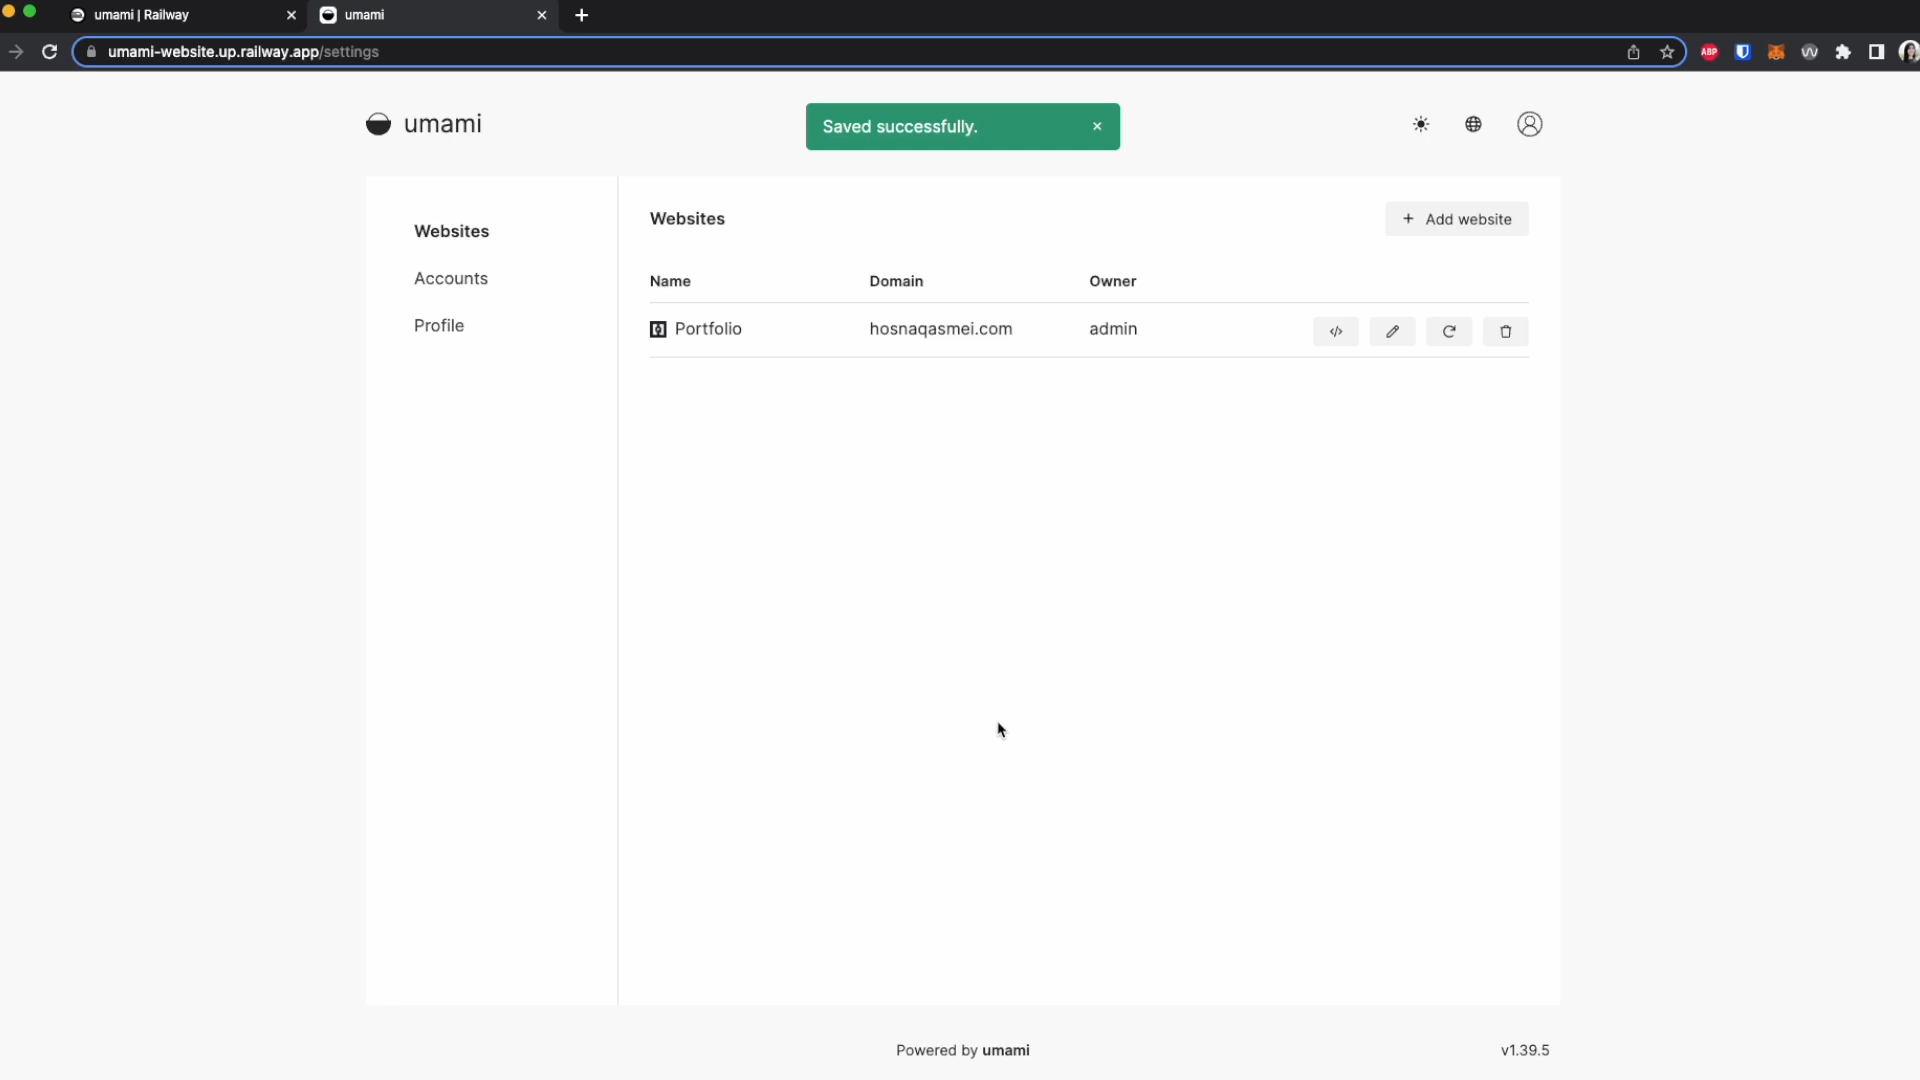 umami | Railway
umami
umami-website.up.railway.app/settings
ABP
umami
Saved successfully.
Websites
Accounts
Profile
Websites
+ Add website
Name Domain Owner
Portfolio hosnaqasmei.com admin
</>
Powered by umami
v1.39.5